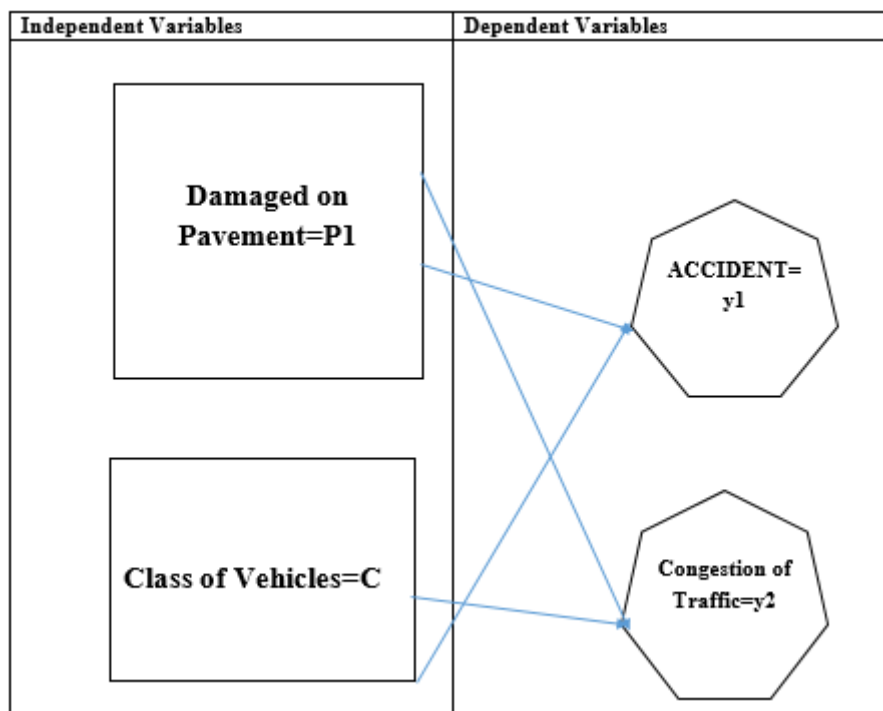 Independent Variables
Dependent Variables
Damaged on
Pavement=P1
ACCIDENT=
y1
Class of Vehicles=C
Congestion of
Traffic=y2